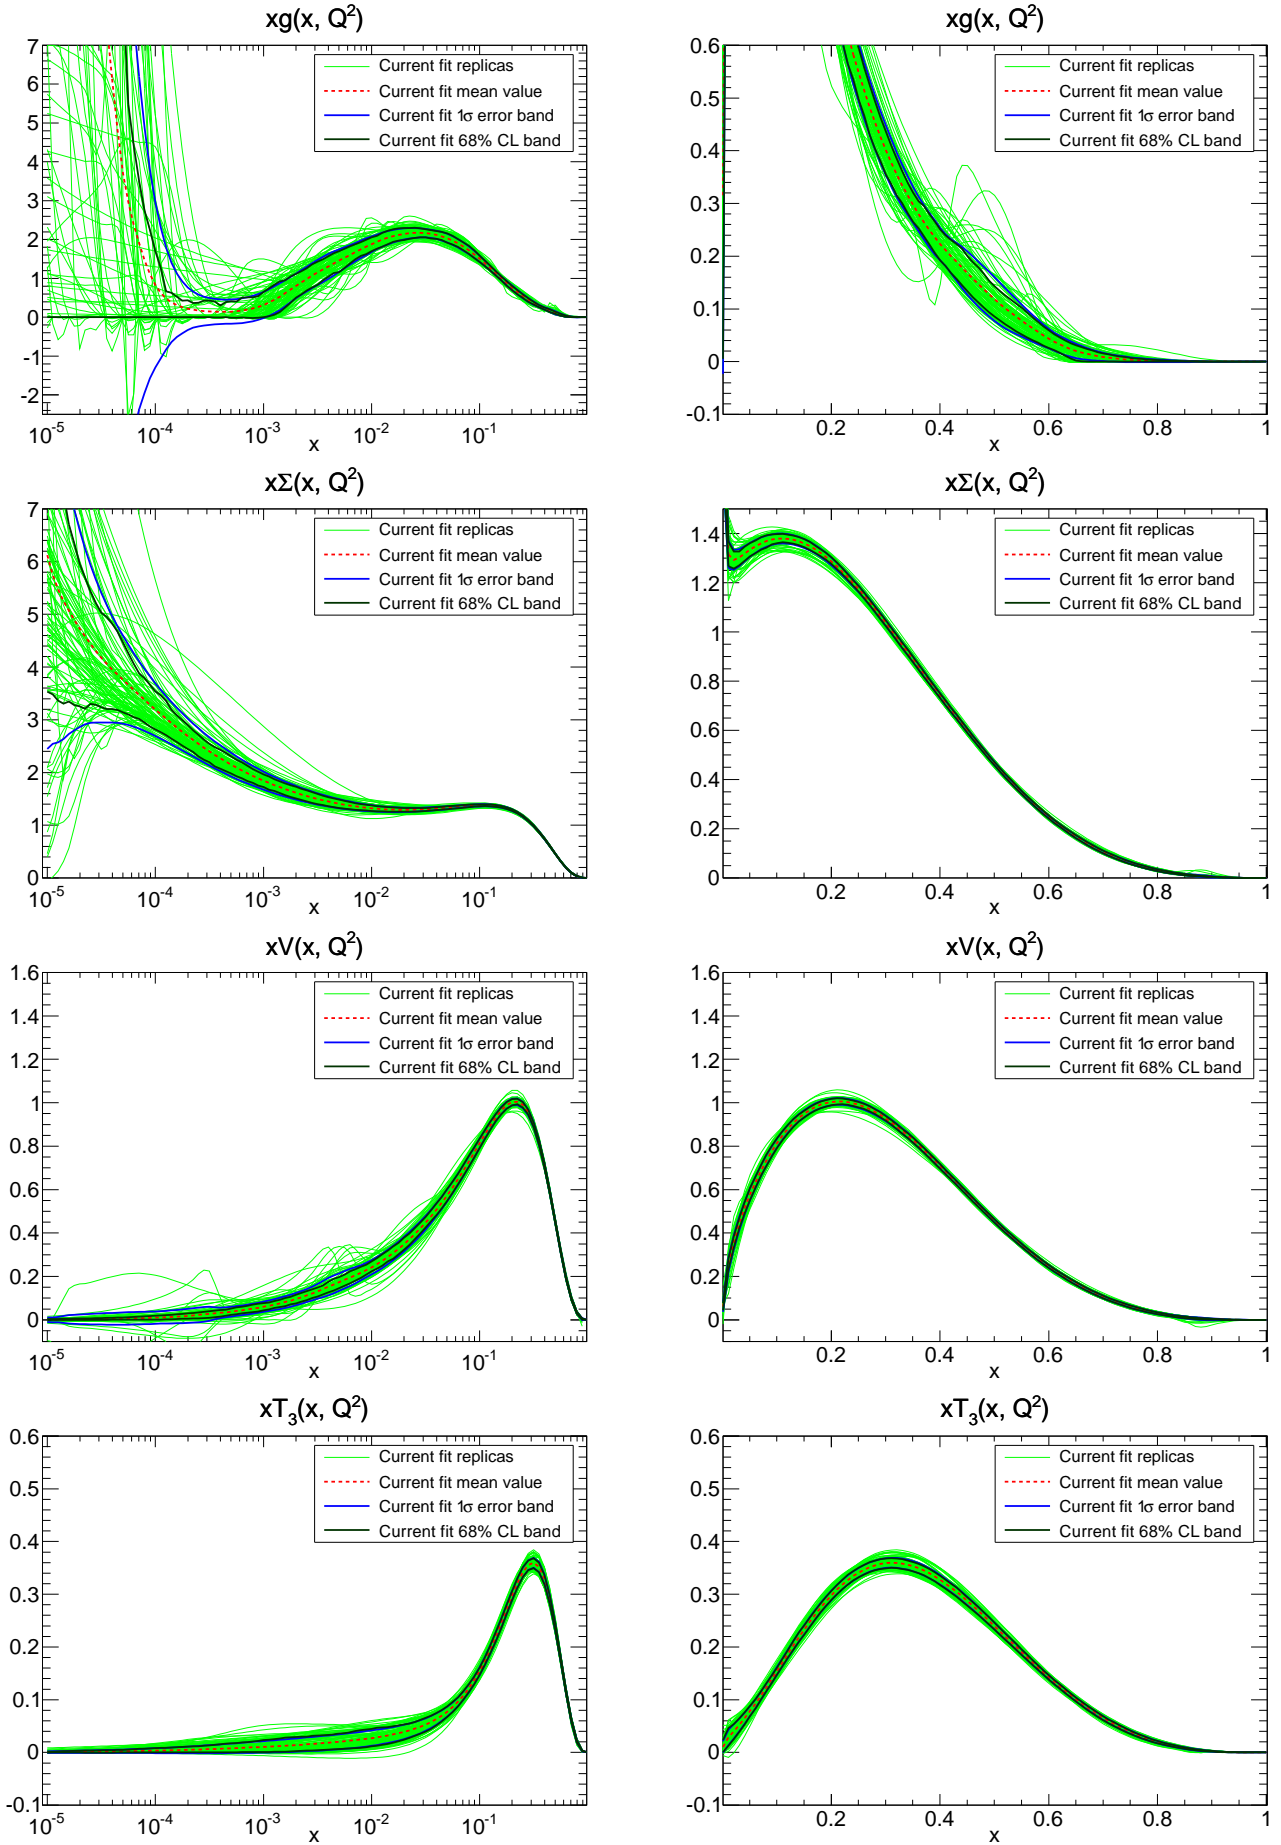 xg(x, Q²)
7
6
5
4
3
2
1
0
-1
-2
Current fit replicas
Current fit mean value
Current fit 1σ error band
Current fit 68% CL band
10⁻⁵ 10⁻⁴ 10⁻³ 10⁻² 10⁻¹
x
xg(x, Q²)
0.6
0.5
0.4
0.3
0.2
0.1
0
-0.1
Current fit replicas
Current fit mean value
Current fit 1σ error band
Current fit 68% CL band
0.2 0.4 0.6 0.8 1
x
xΣ(x, Q²)
7
6
5
4
3
2
1
0
Current fit replicas
Current fit mean value
Current fit 1σ error band
Current fit 68% CL band
10⁻⁵ 10⁻⁴ 10⁻³ 10⁻² 10⁻¹
x
xΣ(x, Q²)
1.4
1.2
1
0.8
0.6
0.4
0.2
0
Current fit replicas
Current fit mean value
Current fit 1σ error band
Current fit 68% CL band
0.2 0.4 0.6 0.8 1
x
xV(x, Q²)
1.6
1.4
1.2
1
0.8
0.6
0.4
0.2
0
Current fit replicas
Current fit mean value
Current fit 1σ error band
Current fit 68% CL band
10⁻⁵ 10⁻⁴ 10⁻³ 10⁻² 10⁻¹
x
xV(x, Q²)
1.6
1.4
1.2
1
0.8
0.6
0.4
0.2
0
Current fit replicas
Current fit mean value
Current fit 1σ error band
Current fit 68% CL band
0.2 0.4 0.6 0.8 1
x
xT₃(x, Q²)
0.6
0.5
0.4
0.3
0.2
0.1
0
-0.1
Current fit replicas
Current fit mean value
Current fit 1σ error band
Current fit 68% CL band
10⁻⁵ 10⁻⁴ 10⁻³ 10⁻² 10⁻¹
x
xT₃(x, Q²)
0.6
0.5
0.4
0.3
0.2
0.1
0
-0.1
Current fit replicas
Current fit mean value
Current fit 1σ error band
Current fit 68% CL band
0.2 0.4 0.6 0.8 1
x